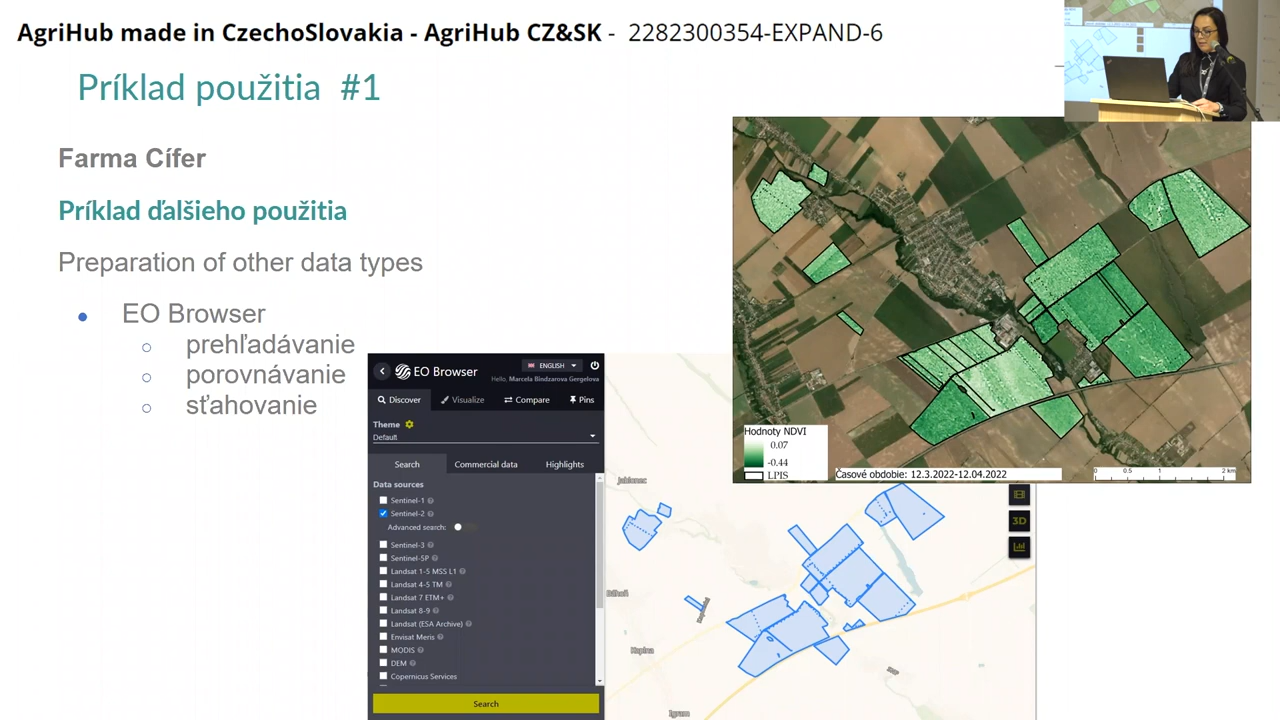 AgriHub made in CzechoSlovakia - AgriHub CZ&SK - 2282300354-EXPAND-6
Príklad použitia #1
Farma Cífer
Príklad ďalšieho použitia
Preparation of other data types
EO Browser
prehľadávanie
porovnávanie
sťahovanie
EO Browser
ENGLISH
Hello, Marcela Bindzarova Gergelova
Discover
Visualize
Compare
Pins
Theme
Default
Search
Commercial data
Highlights
Data sources
Sentinel-1
Sentinel-2
Advanced search:
Sentinel-3
Sentinel-5P
Landsat 1-5 MSS L1
Landsat 4-5 TM
Landsat 7 ETM+
Landsat 8-9
Landsat (ESA Archive)
Envisat Meris
MODIS
DEM
Copernicus Services
Search
Hodnoty NDVI
0.07
-0.44
LPIS
Časové obdobie: 12.3.2022-12.04.2022
0 0.5 1 2 km
Jablonec
3D
Kaplna
Igram